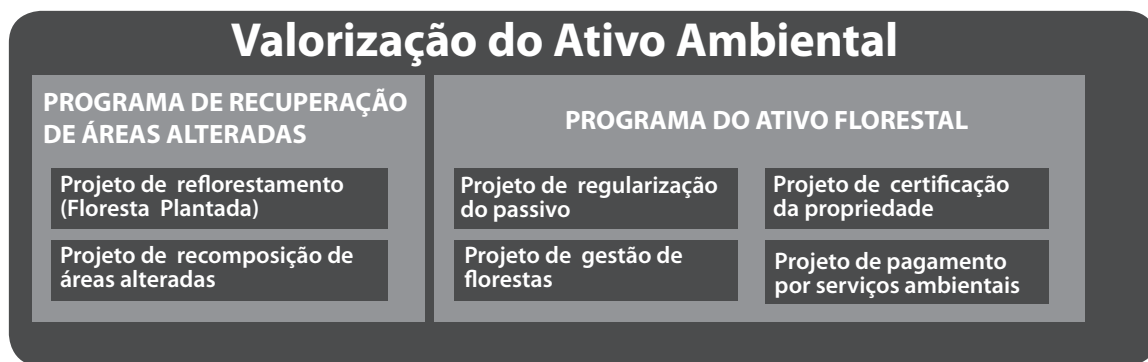 Valorização do Ativo Ambiental
PROGRAMA DE RECUPERAÇÃO
DE ÁREAS ALTERADAS
Projeto de reflorestamento
(Floresta Plantada)
Projeto de recomposição de
áreas alteradas
PROGRAMA DO ATIVO FLORESTAL
Projeto de regularização
do passivo
Projeto de certificação
da propriedade
Projeto de gestão de
florestas
Projeto de pagamento
por serviços ambientais